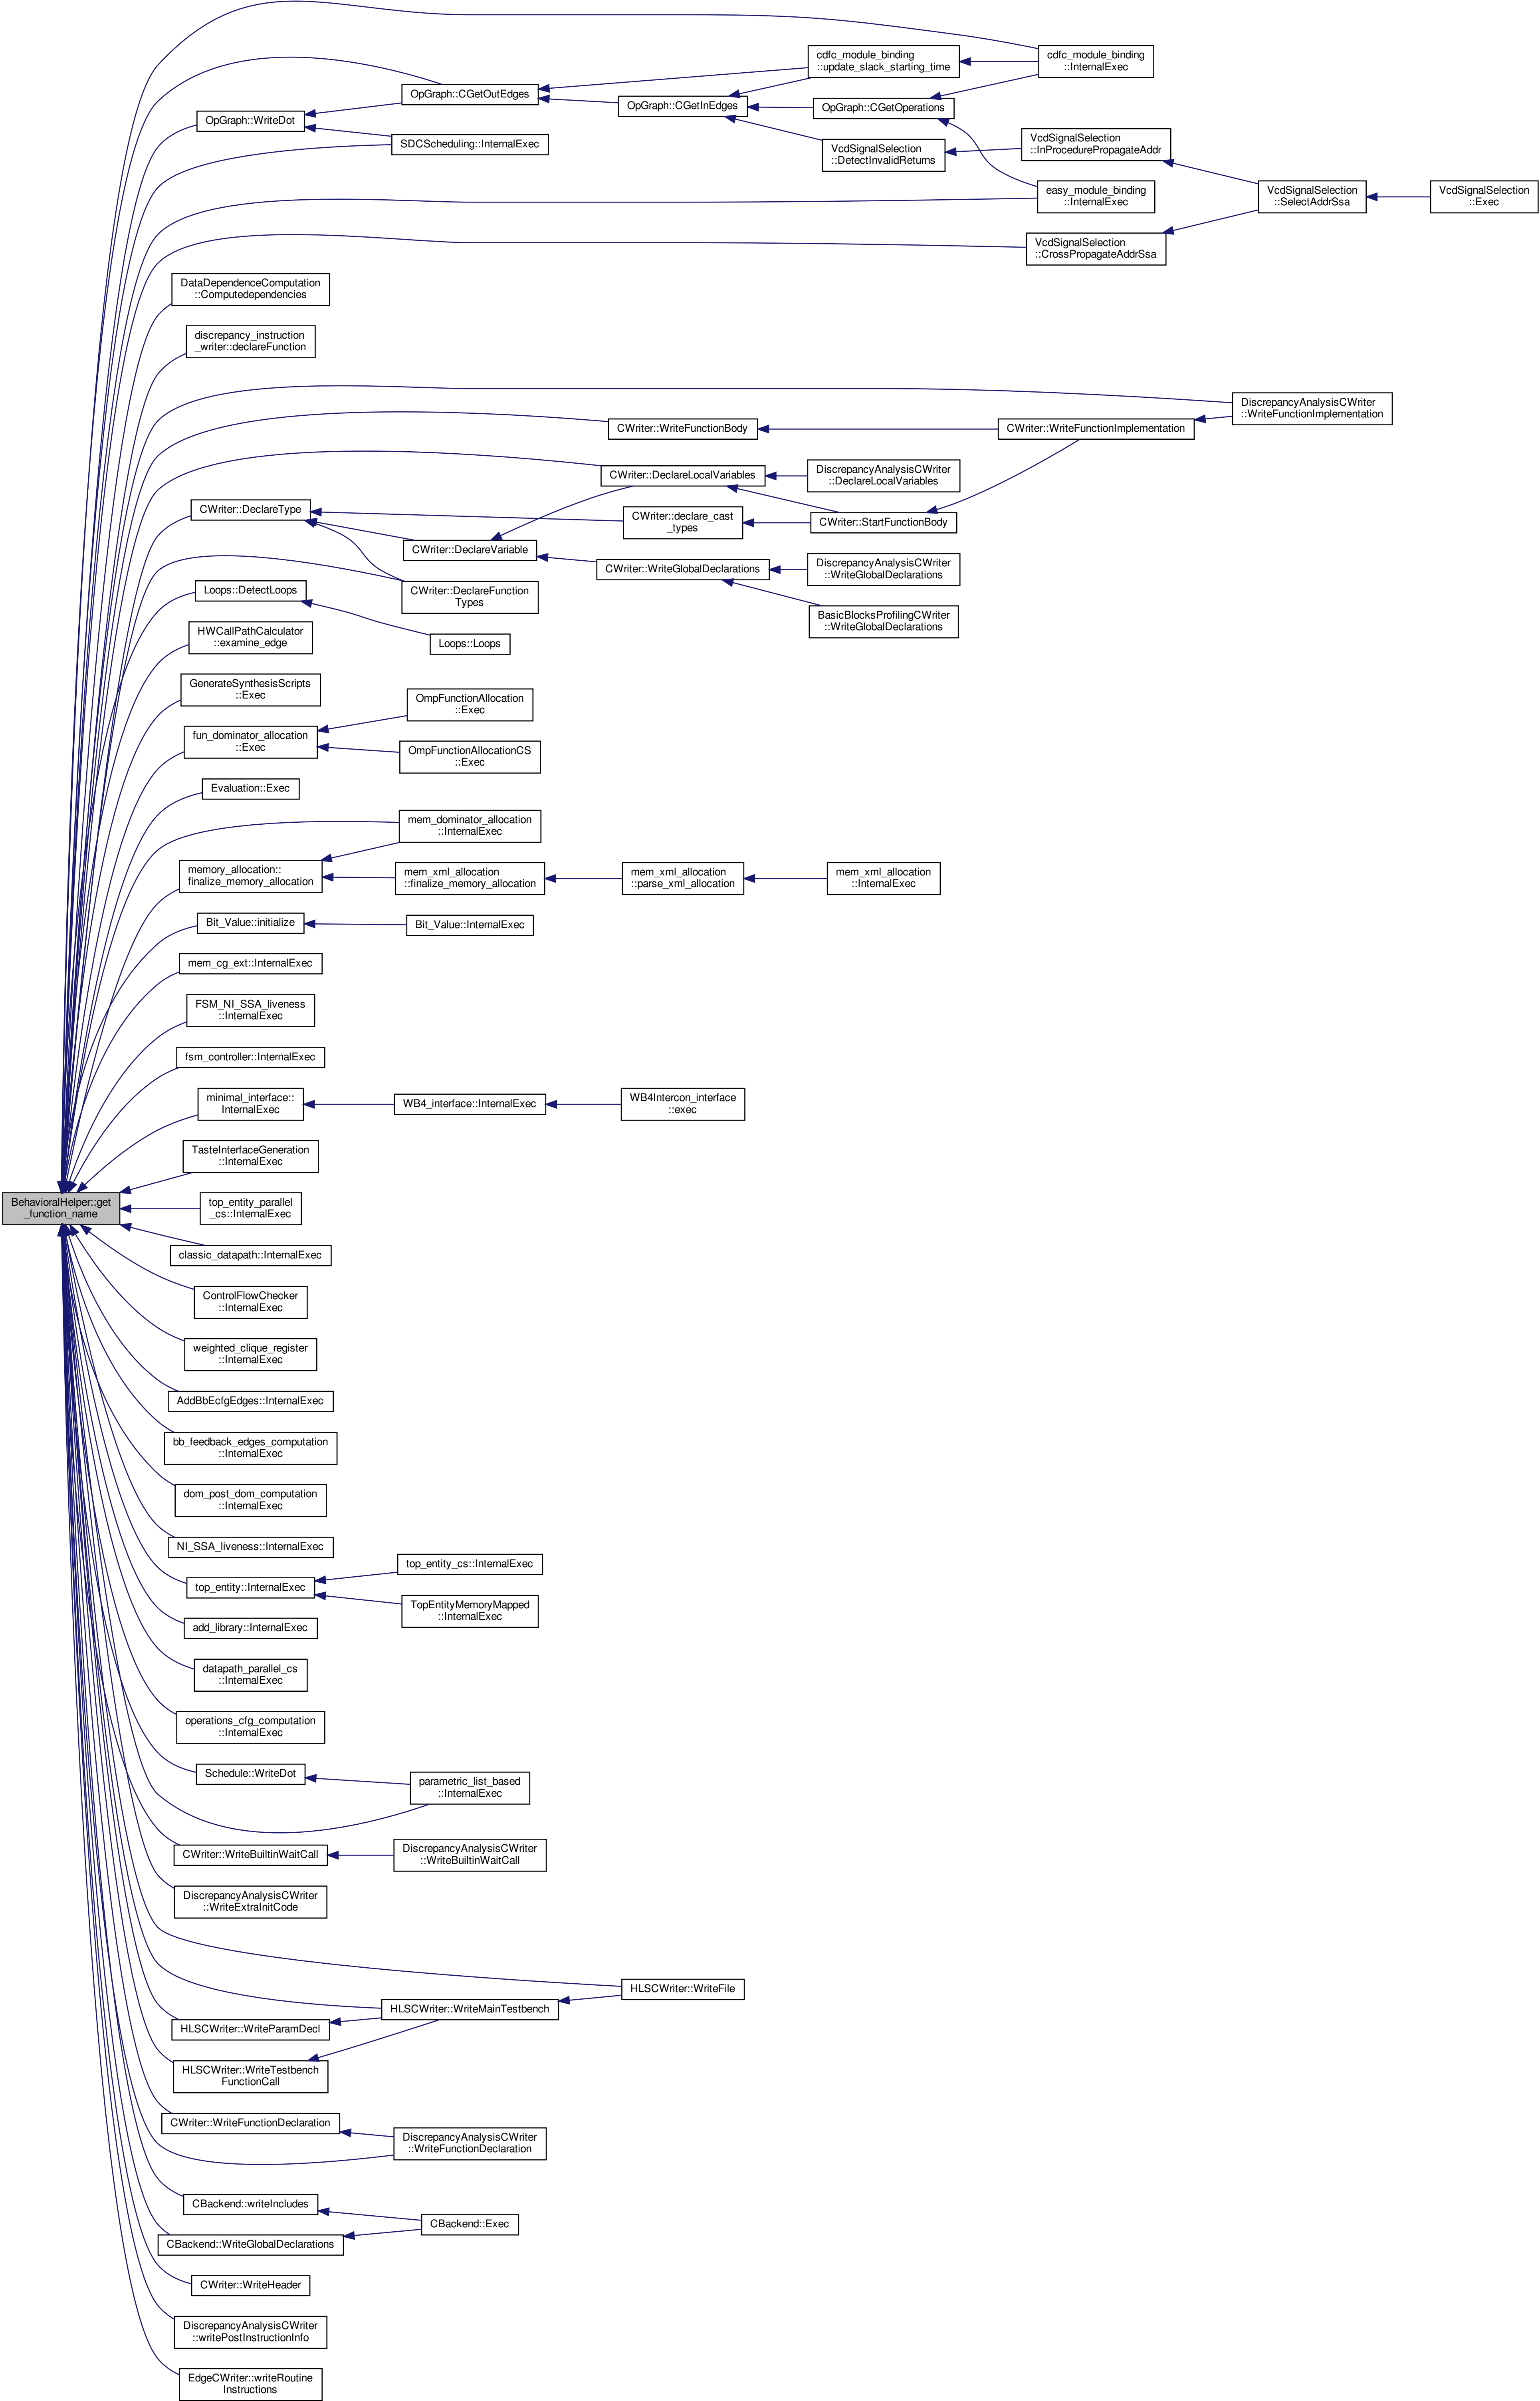 cdfc_module_binding
::update_slack_starting_time
cdfc_module_binding
::InternalExec
OpGraph::CGetOutEdges
OpGraph::CGetInEdges
OpGraph::CGetOperations
OpGraph::WriteDot
SDCScheduling::InternalExec
VcdSignalSelection
::DetectInvalidReturns
VcdSignalSelection
::InProcedurePropagateAddr
easy_module_binding
::InternalExec
VcdSignalSelection
::SelectAddrSsa
VcdSignalSelection
::Exec
VcdSignalSelection
::CrossPropagateAddrSsa
DataDependenceComputation
::Computedependencies
discrepancy_instruction
_writer::declareFunction
DiscrepancyAnalysisCWriter
::WriteFunctionImplementation
CWriter::WriteFunctionBody
CWriter::WriteFunctionImplementation
CWriter::DeclareLocalVariables
DiscrepancyAnalysisCWriter
::DeclareLocalVariables
CWriter::DeclareType
CWriter::declare_cast
_types
CWriter::StartFunctionBody
CWriter::DeclareVariable
CWriter::WriteGlobalDeclarations
DiscrepancyAnalysisCWriter
::WriteGlobalDeclarations
Loops::DetectLoops
CWriter::DeclareFunction
Types
BasicBlocksProfilingCWriter
::WriteGlobalDeclarations
HWCallPathCalculator
::examine_edge
Loops::Loops
GenerateSynthesisScripts
::Exec
OmpFunctionAllocation
::Exec
fun_dominator_allocation
::Exec
OmpFunctionAllocationCS
::Exec
Evaluation::Exec
mem_dominator_allocation
::InternalExec
memory_allocation::
finalize_memory_allocation
mem_xml_allocation
::finalize_memory_allocation
mem_xml_allocation
::parse_xml_allocation
mem_xml_allocation
::InternalExec
Bit_Value::initialize
Bit_Value::InternalExec
mem_cg_ext::InternalExec
FSM_NI_SSA_liveness
::InternalExec
fsm_controller::InternalExec
minimal_interface::
InternalExec
WB4_interface::InternalExec
WB4Intercon_interface
::exec
TasteInterfaceGeneration
::InternalExec
BehavioralHelper::get
_function_name
top_entity_parallel
_cs::InternalExec
classic_datapath::InternalExec
ControlFlowChecker
::InternalExec
weighted_clique_register
::InternalExec
AddBbEcfgEdges::InternalExec
bb_feedback_edges_computation
::InternalExec
dom_post_dom_computation
::InternalExec
NI_SSA_liveness::InternalExec
top_entity_cs::InternalExec
top_entity::InternalExec
TopEntityMemoryMapped
::InternalExec
add_library::InternalExec
datapath_parallel_cs
::InternalExec
operations_cfg_computation
::InternalExec
Schedule::WriteDot
parametric_list_based
::InternalExec
CWriter::WriteBuiltinWaitCall
DiscrepancyAnalysisCWriter
::WriteBuiltinWaitCall
DiscrepancyAnalysisCWriter
::WriteExtraInitCode
HLSCWriter::WriteFile
HLSCWriter::WriteMainTestbench
HLSCWriter::WriteParamDecl
HLSCWriter::WriteTestbench
FunctionCall
CWriter::WriteFunctionDeclaration
DiscrepancyAnalysisCWriter
::WriteFunctionDeclaration
CBackend::writeIncludes
CBackend::Exec
CBackend::WriteGlobalDeclarations
CWriter::WriteHeader
DiscrepancyAnalysisCWriter
::writePostInstructionInfo
EdgeCWriter::writeRoutine
Instructions